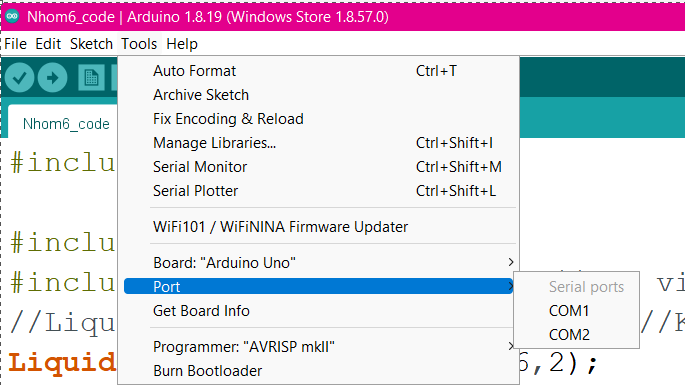 Nhom6_code | Arduino 1.8.19 (Windows Store 1.8.57.0)
File Edit Sketch Tools Help
Auto Format Ctrl+T
Archive Sketch
Nhom6_code
Fix Encoding & Reload
Manage Libraries... Ctrl+Shift+I
#inclu
Serial Monitor Ctrl+Shift+M
Serial Plotter Ctrl+Shift+L
WiFi101 / WiFiNINA Firmware Updater
#inclu
Board: "Arduino Uno"
#inclu vi
Port
Serial ports
COM1
COM2
Get Board Info
//Liqu //K
Programmer: "AVRISP mkII"
Liquid 6,2);
Burn Bootloader